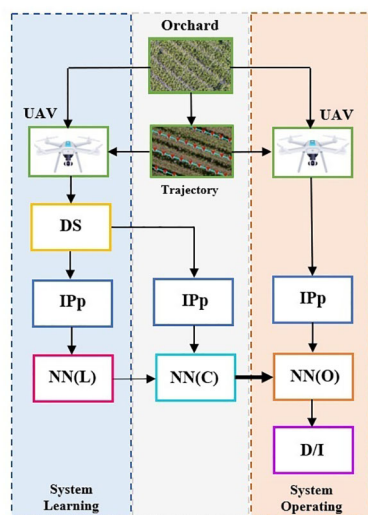 Orchard
UAV
UAV
Trajectory
DS
IPp
IPp
IPp
NN(L)
NN(C)
NN(O)
D/I
System
Learning
System
Operating